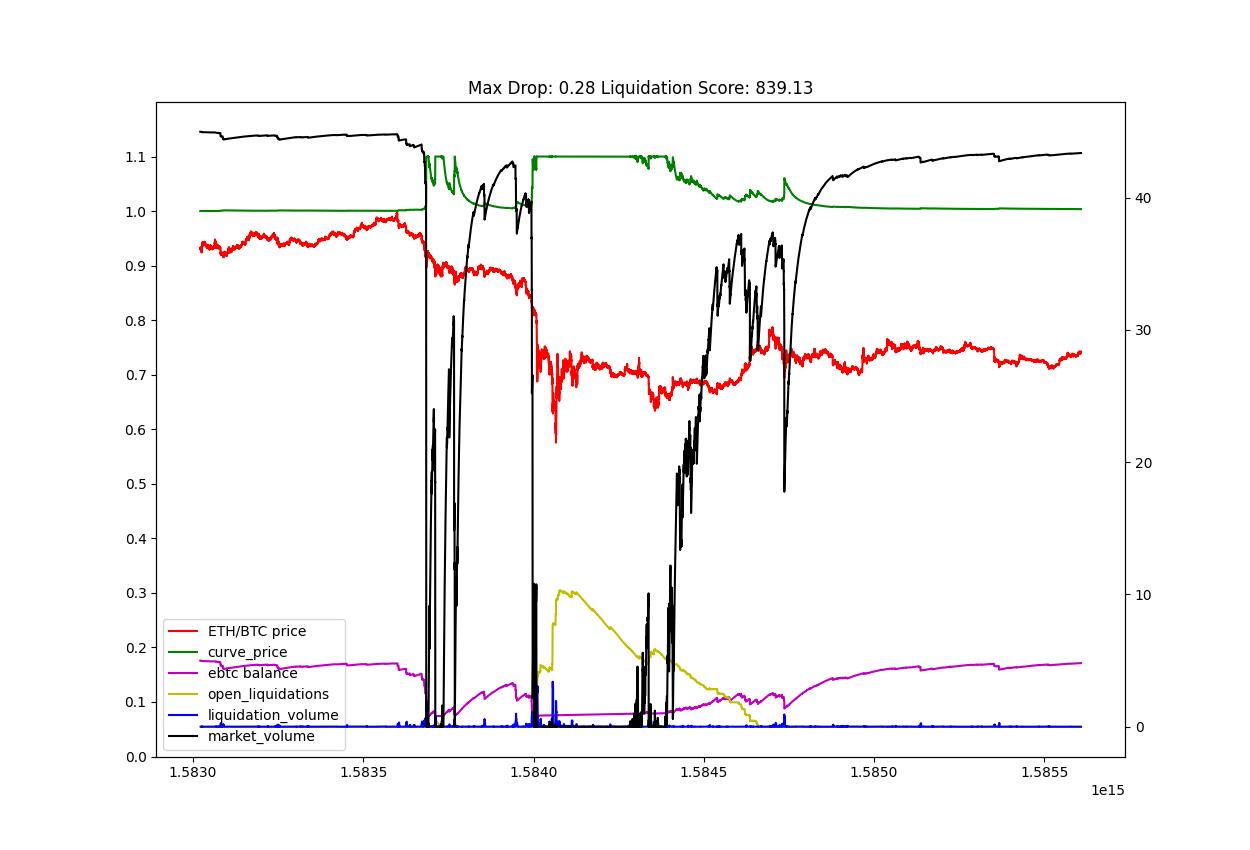 Max Drop: 0.28 Liquidation Score: 839.13
1.1
1.0
0.9
0.8
0.7
0.6
0.5
0.4
0.3
0.2
0.1
0.0
40
30
20
10
0
ETH/BTC price
curve_price
ebtc balance
open_liquidations
liquidation_volume
market_volume
1.5830 1.5835 1.5840 1.5845 1.5850 1.5855
1e15